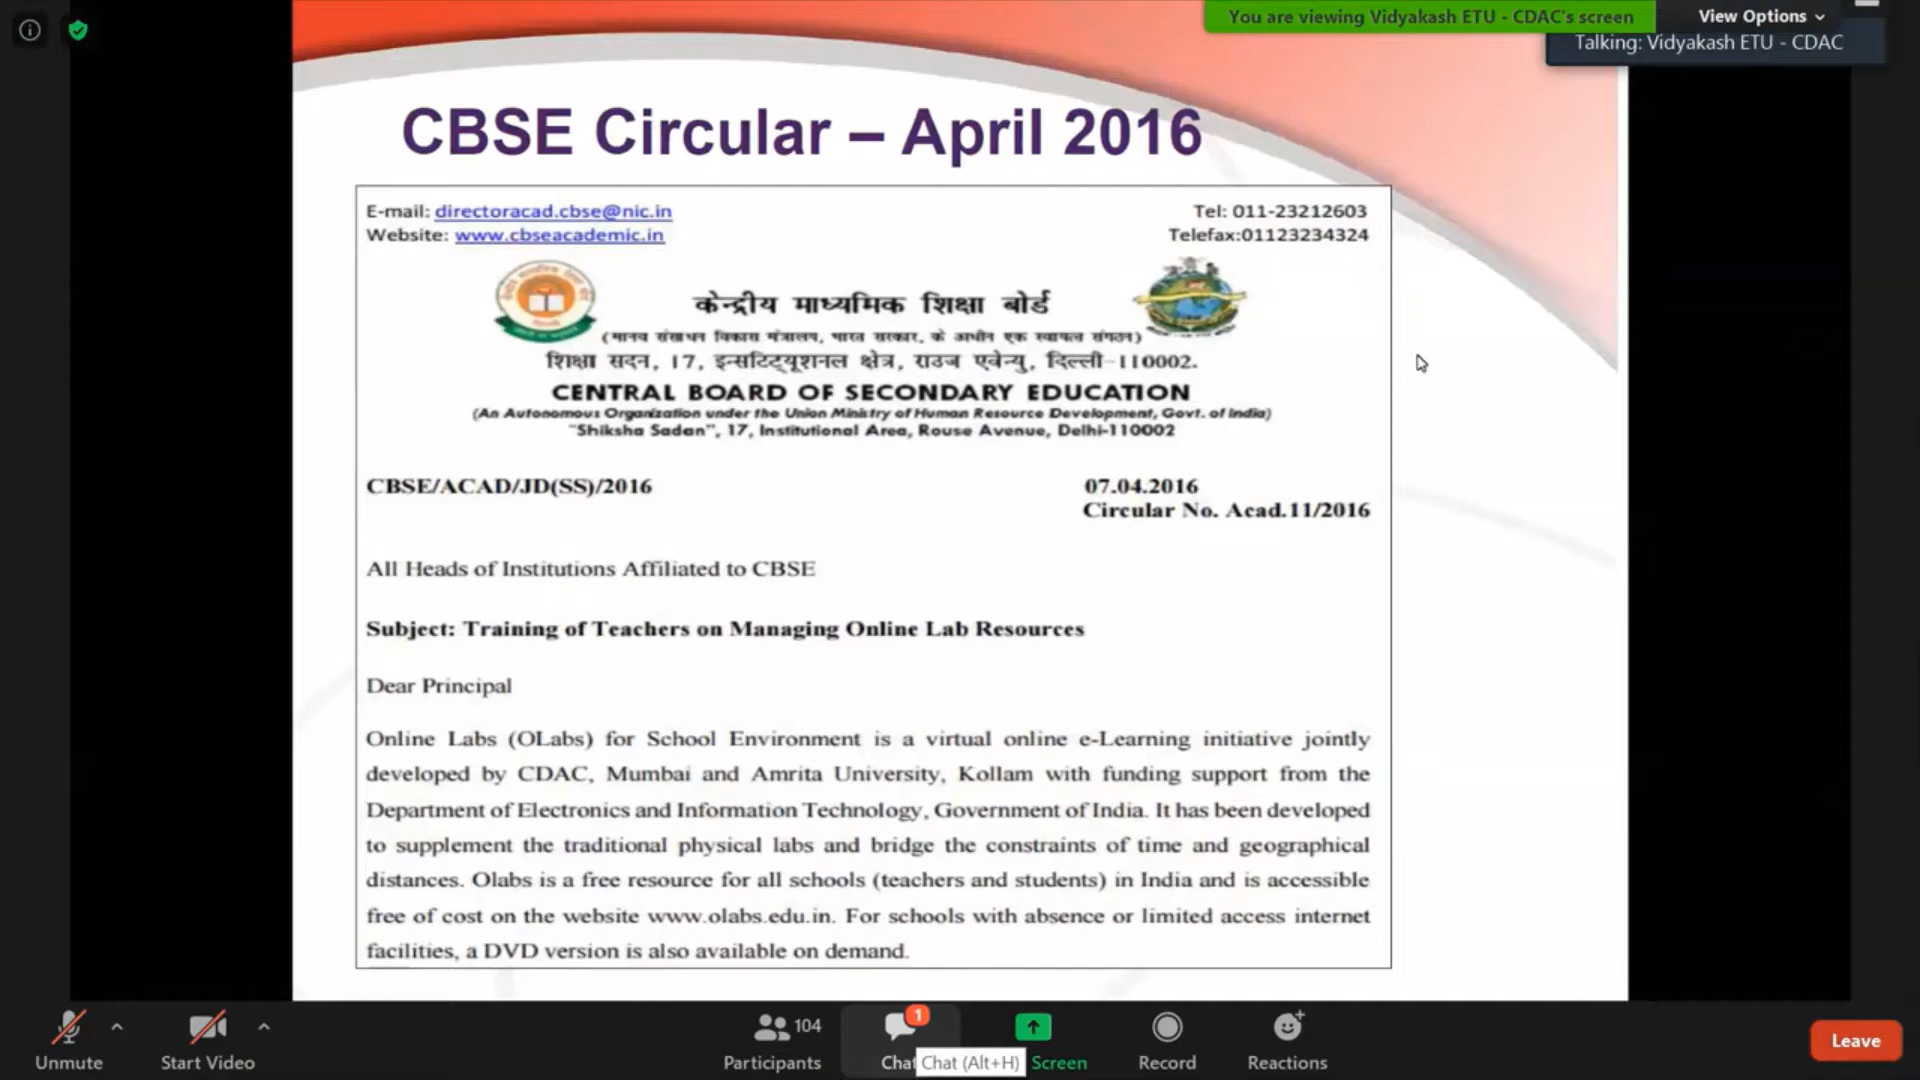 You are viewing Vidyakash ETU - CDAC's screen
View Options
Talking: Vidyakash ETU - CDAC
CBSE Circular – April 2016
E-mail: directoracad.cbse@nic.in
Tel: 011-23212603
Website: www.cbseacademic.in
Telefax:01123234324
केन्द्रीय माध्यमिक शिक्षा बोर्ड
(मानव संसाधन विकास मंत्रालय, भारत सरकार, के अधीन एक स्वायत्त संगठन)
शिक्षा सदन, 17, इन्सटिट्यूशनल क्षेत्र, राउज एवेन्यु, दिल्ली-110002.
CENTRAL BOARD OF SECONDARY EDUCATION
(An Autonomous Organization under the Union Ministry of Human Resource Development, Govt. of India)
"Shiksha Sadan", 17, Institutional Area, Rouse Avenue, Delhi-110002
CBSE/ACAD/JD(SS)/2016
07.04.2016
Circular No. Acad.11/2016
All Heads of Institutions Affiliated to CBSE
Subject: Training of Teachers on Managing Online Lab Resources
Dear Principal
Online Labs (OLabs) for School Environment is a virtual online e-Learning initiative jointly
developed by CDAC, Mumbai and Amrita University, Kollam with funding support from the
Department of Electronics and Information Technology, Government of India. It has been developed
to supplement the traditional physical labs and bridge the constraints of time and geographical
distances. Olabs is a free resource for all schools (teachers and students) in India and is accessible
free of cost on the website www.olabs.edu.in. For schools with absence or limited access internet
facilities, a DVD version is also available on demand.
104
1
Unmute
Start Video
Participants
Chat
Chat (Alt+H)
Screen
Record
Reactions
Leave